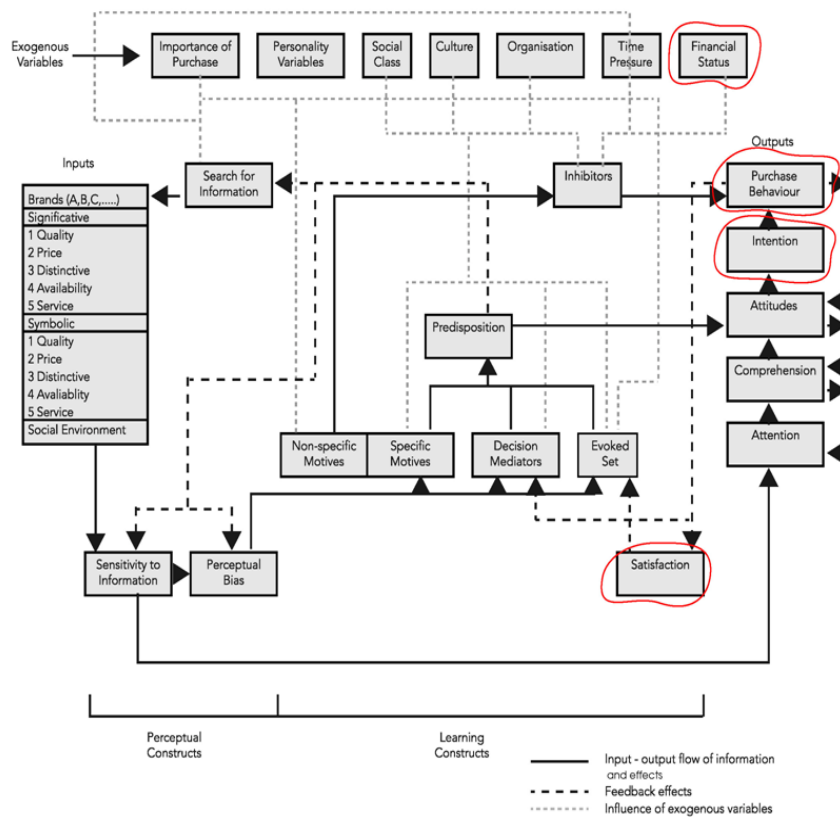 Exogenous
Variables
Importance of
Purchase
Personality
Variables
Social
Class
Culture
Organisation
Time
Pressure
Financial
Status
Inputs
Outputs
Brands (A,B,C,.....)
Significative
1 Quality
2 Price
3 Distinctive
4 Availability
5 Service
Symbolic
1 Quality
2 Price
3 Distinctive
4 Avaliablity
5 Service
Social Environment
Search for
Information
Inhibitors
Purchase
Behaviour
Intention
Predisposition
Attitudes
Comprehension
Attention
Non-specific
Motives
Specific
Motives
Decision
Mediators
Evoked
Set
Sensitivity to
Information
Perceptual
Bias
Satisfaction
Perceptual
Constructs
Learning
Constructs
Input - output flow of information
and effects
Feedback effects
Influence of exogenous variables